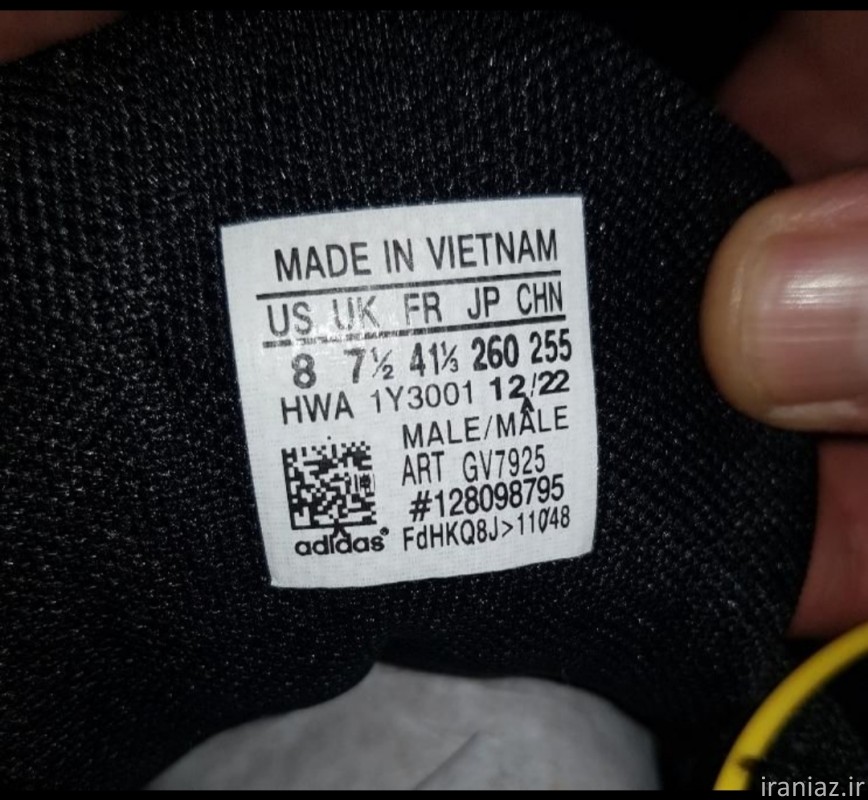 MADE IN VIETNAM
US UK FR JP CHN
8 7½ 41⅓ 260 255
HWA 1Y3001 12/22
MALE/MALE
ART GV7925
#128098795
adidas® FdHKQ8J>11048
iraniaz.ir